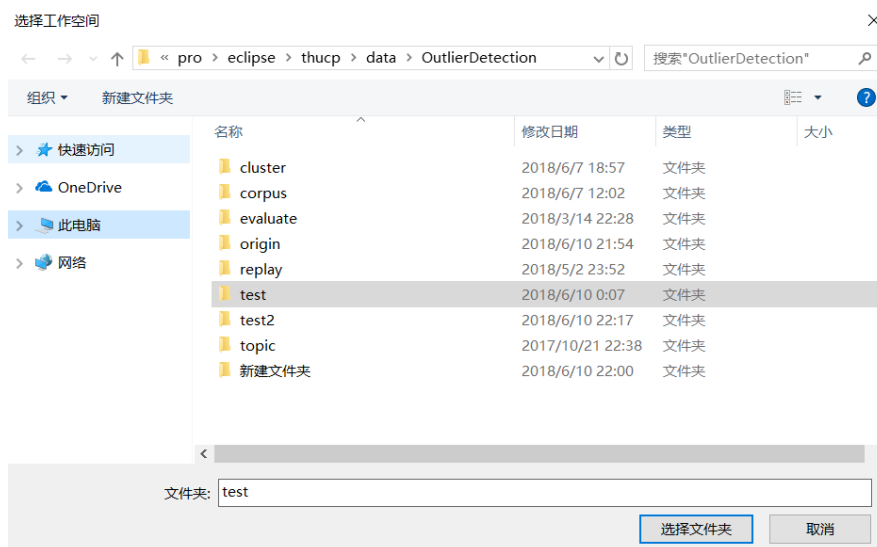 选择工作空间
« pro › eclipse › thucp › data › OutlierDetection 搜索"OutlierDetection"
组织 新建文件夹
名称 修改日期 类型 大小
快速访问
OneDrive
此电脑
网络
cluster 2018/6/7 18:57 文件夹
corpus 2018/6/7 12:02 文件夹
evaluate 2018/3/14 22:28 文件夹
origin 2018/6/10 21:54 文件夹
replay 2018/5/2 23:52 文件夹
test 2018/6/10 0:07 文件夹
test2 2018/6/10 22:17 文件夹
topic 2017/10/21 22:38 文件夹
新建文件夹 2018/6/10 22:00 文件夹
文件夹: test
选择文件夹 取消